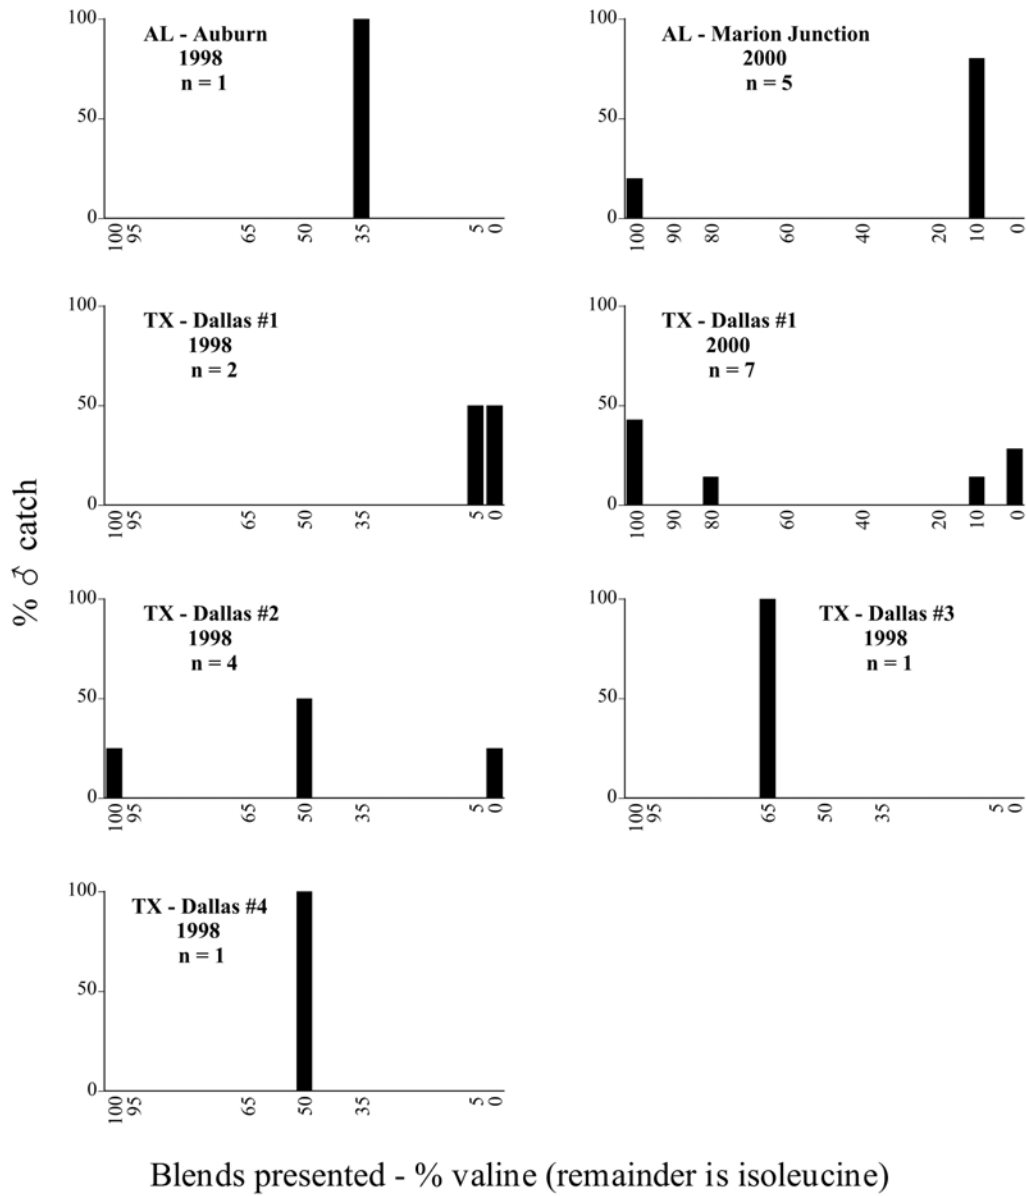 AL - Auburn
1998
n = 1
100
50
0
100 95 65 50 35 5 0
AL - Marion Junction
2000
n = 5
100
50
0
100 90 80 60 40 20 10 0
TX - Dallas #1
1998
n = 2
100
50
0
100 95 65 50 35 5 0
TX - Dallas #1
2000
n = 7
100
50
0
100 90 80 60 40 20 10 0
% ♂ catch
TX - Dallas #2
1998
n = 4
100
50
0
100 95 65 50 35 5 0
TX - Dallas #3
1998
n = 1
100
50
0
100 95 65 50 35 5 0
TX - Dallas #4
1998
n = 1
100
50
0
100 95 65 50 35 5 0
Blends presented - % valine (remainder is isoleucine)